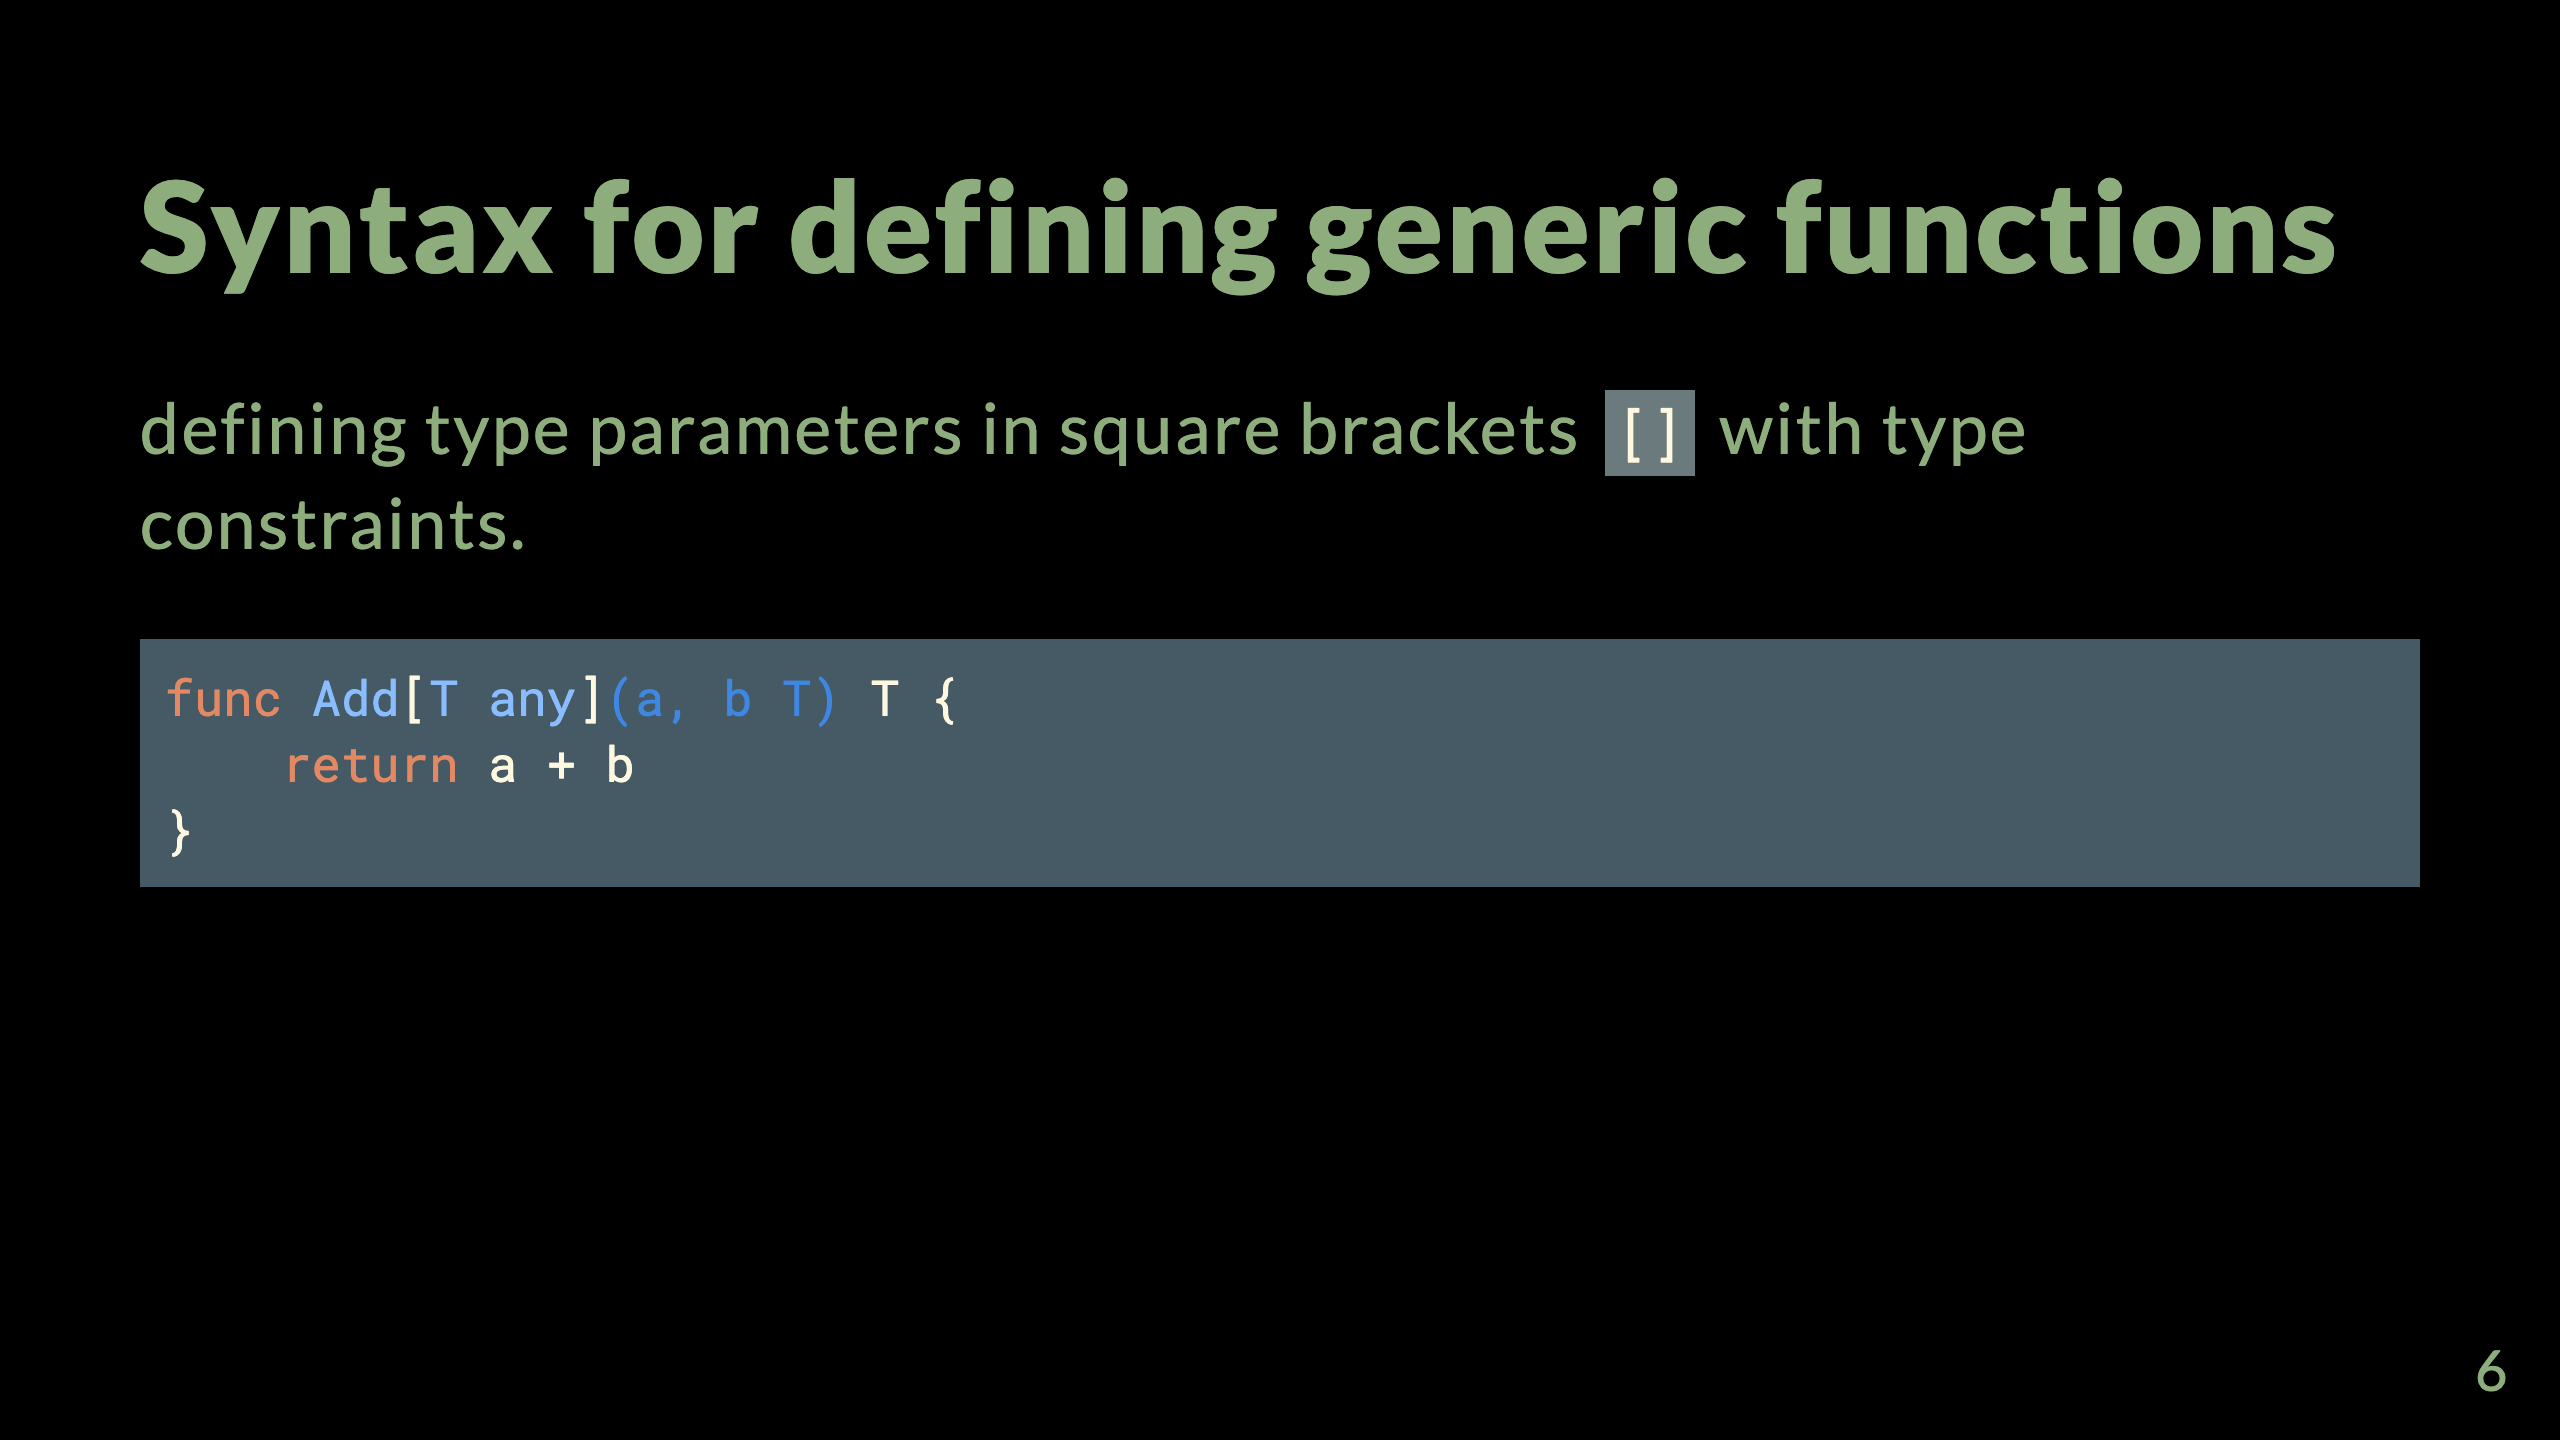 Syntax for defining generic functions
defining type parameters in square brackets [] with type
constraints.
func Add[T any](a, b T) T {
    return a + b
}
6